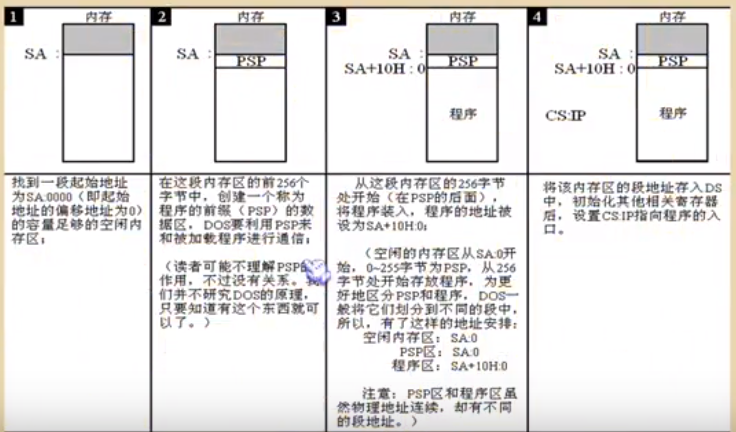 1
内存
SA :
找到一段起始地址
为SA:0000（即起始
地址的偏移地址为0）
的容量足够的空闲内
存区；
2
内存
SA :
PSP
在这段内存区的前256个
字节中，创建一个称为
程序的前缀（PSP）的数
据区，DOS要利用PSP来
和被加载程序进行通信；
（读者可能不理解PSP的
作用，不过没有关系。我
们并不研究DOS的原理，
只要知道有这个东西就可
以了。）
3
内存
SA :
PSP
SA+10H : 0
程序
从这段内存区的256字节
处开始（在PSP的后面），
将程序装入，程序的地址被
设为SA+10H:0；
（空闲的内存区从SA:0开
始，0~255字节为PSP，从256
字节处开始存放程序，为更
好地区分PSP和程序，DOS一
般将它们划分到不同的段中，
所以，有了这样的地址安排：
空闲内存区： SA:0
PSP区： SA:0
程序区： SA+10H:0
注意： PSP区和程序区虽
然物理地址连续，却有不同
的段地址。）
4
内存
SA :
PSP
SA+10H : 0
CS:IP
程序
将该内存区的段地址存入DS
中，初始化其他相关寄存器
后，设置CS:IP指向程序的入
口。